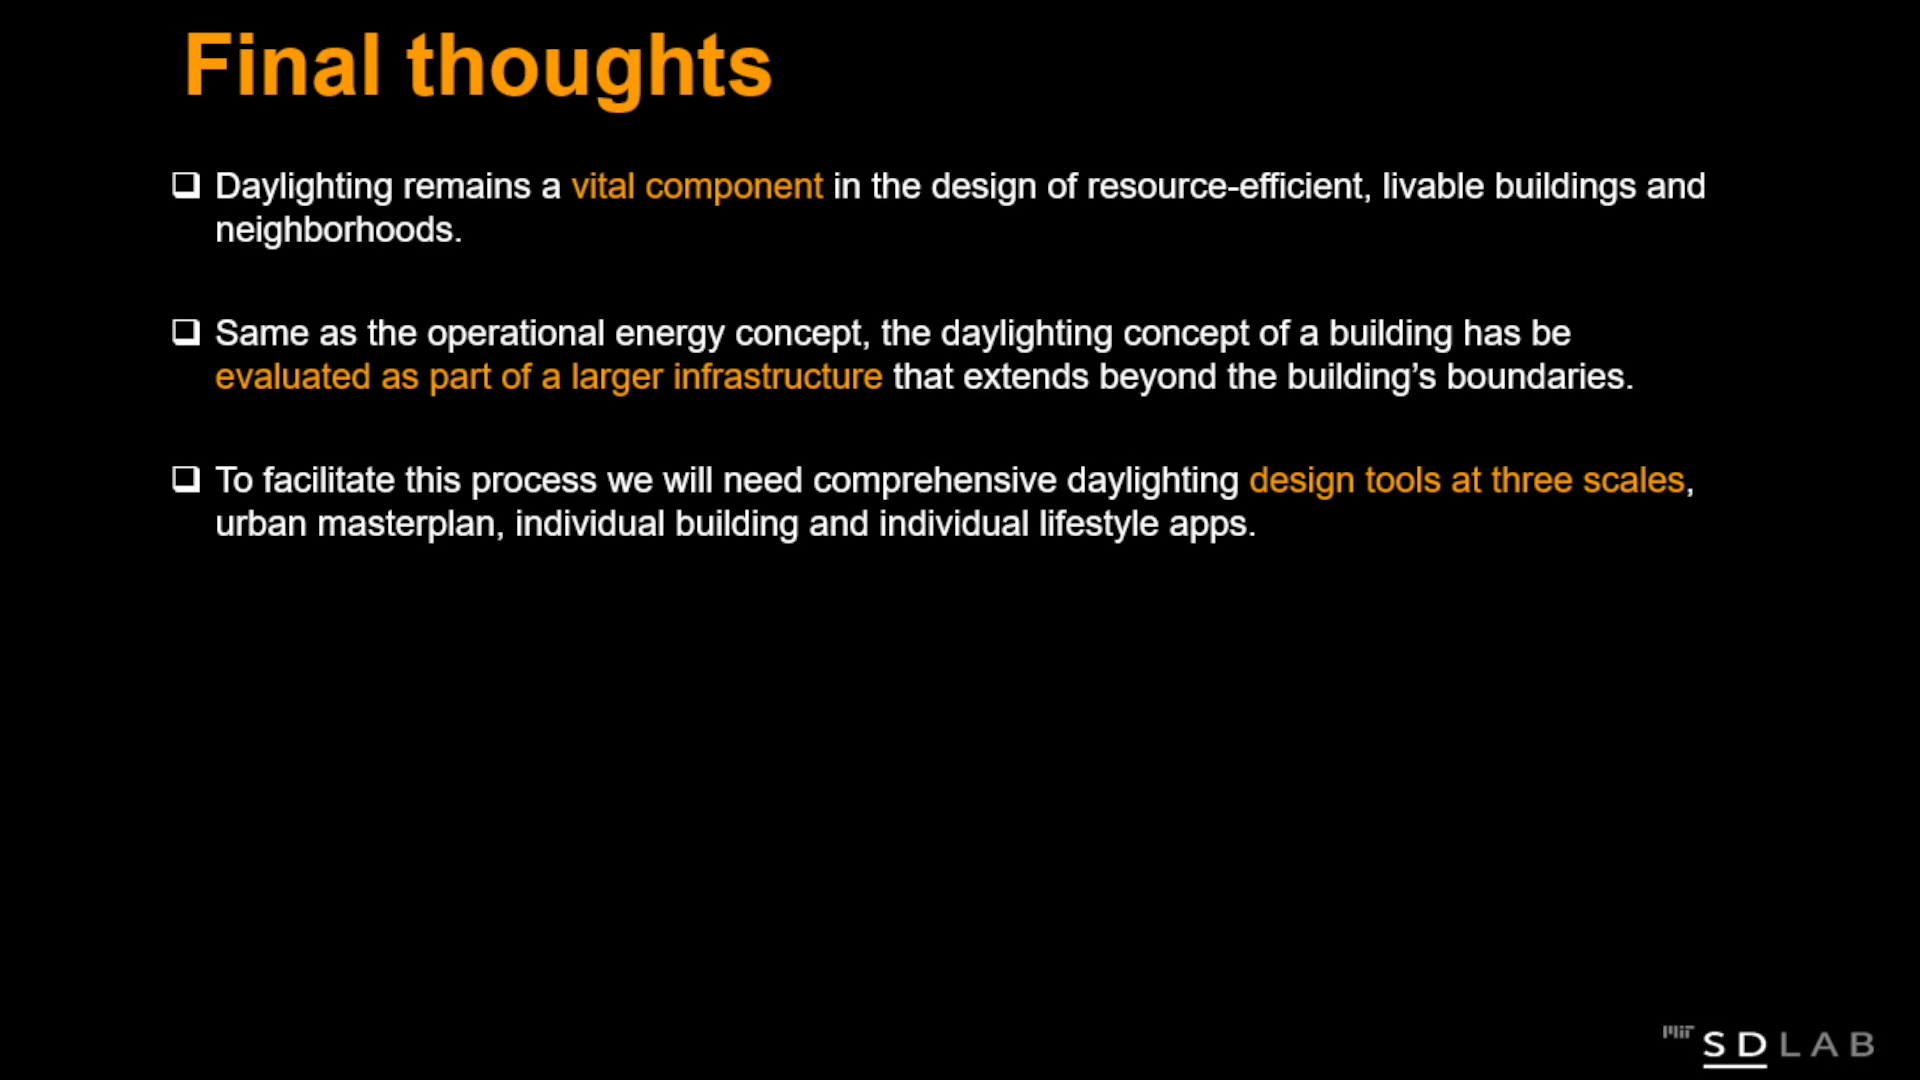 Final thoughts
❑ Daylighting remains a vital component in the design of resource-efficient, livable buildings and
neighborhoods.
❑ Same as the operational energy concept, the daylighting concept of a building has be
evaluated as part of a larger infrastructure that extends beyond the building’s boundaries.
❑ To facilitate this process we will need comprehensive daylighting design tools at three scales,
urban masterplan, individual building and individual lifestyle apps.
MIT SDLAB